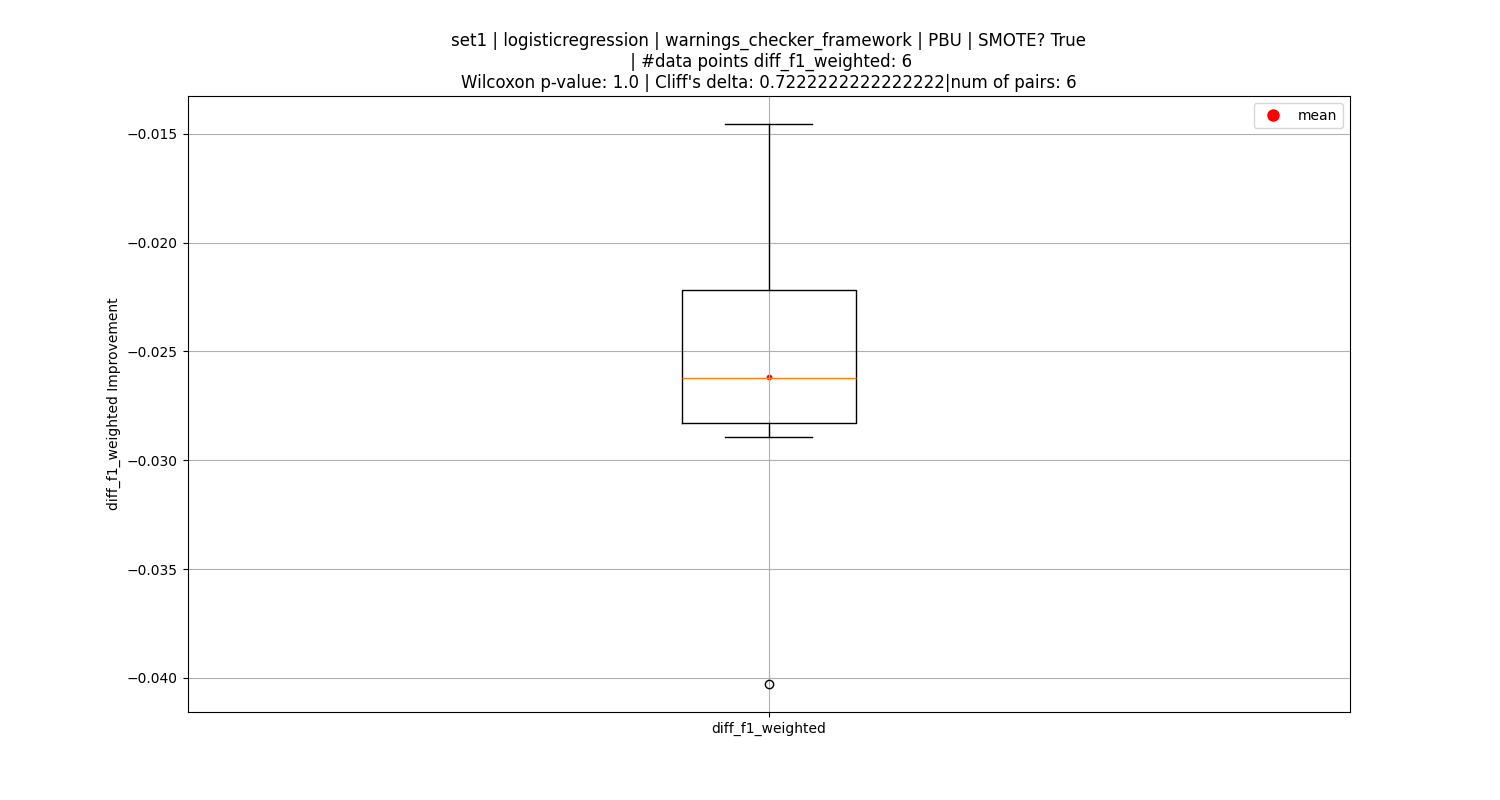 set1 | logisticregression | warnings_checker_framework | PBU | SMOTE? True
| #data points diff_f1_weighted: 6
Wilcoxon p-value: 1.0 | Cliff's delta: 0.7222222222222222|num of pairs: 6
mean
−0.015
−0.020
−0.025
−0.030
−0.035
−0.040
diff_f1_weighted Improvement
diff_f1_weighted